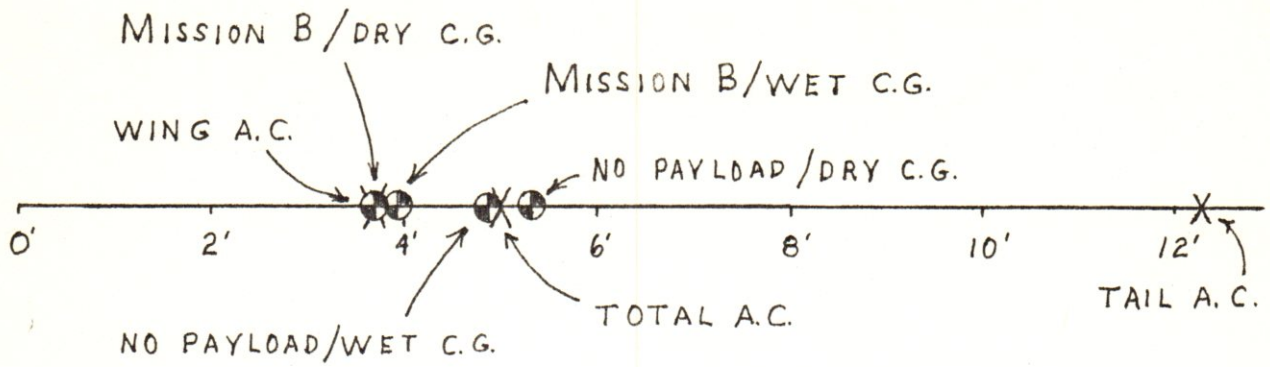 MISSION B/DRY C.G.
MISSION B/WET C.G.
WING A.C.
NO PAYLOAD/DRY C.G.
0' 2' 4' 6' 8' 10' 12'
TAIL A.C.
TOTAL A.C.
NO PAYLOAD/WET C.G.